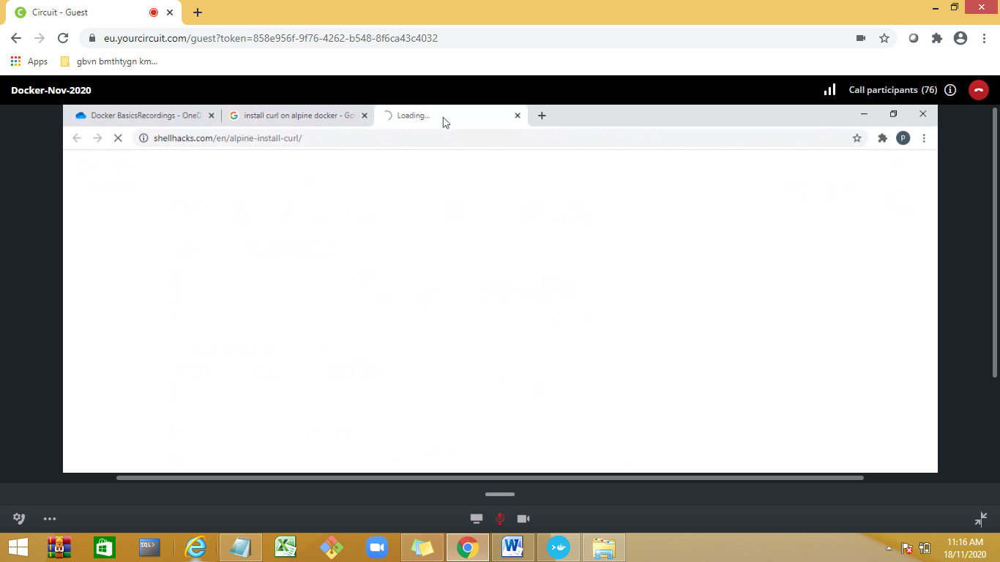 Circuit - Guest
eu.yourcircuit.com/guest?token=858e956f-9f76-4262-b548-8f6ca43c4032
Apps gbvn bmthtygn km...
Docker-Nov-2020 Call participants (76)
Docker BasicsRecordings - OneD install curl on alpine docker - Go Loading...
shellhacks.com/en/alpine-install-curl/ P
SQL>
11:16 AM
18/11/2020